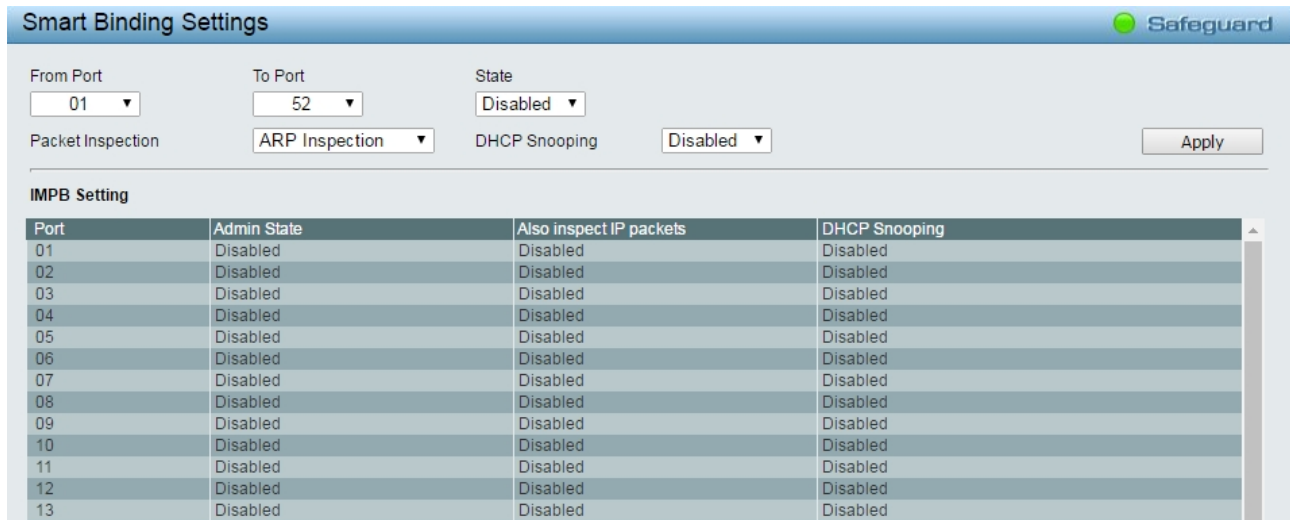 Smart Binding Settings Safeguard
From Port To Port State
01 52 Disabled
Packet Inspection ARP Inspection DHCP Snooping Disabled Apply
IMPB Setting
Port Admin State Also inspect IP packets DHCP Snooping
01 Disabled Disabled Disabled
02 Disabled Disabled Disabled
03 Disabled Disabled Disabled
04 Disabled Disabled Disabled
05 Disabled Disabled Disabled
06 Disabled Disabled Disabled
07 Disabled Disabled Disabled
08 Disabled Disabled Disabled
09 Disabled Disabled Disabled
10 Disabled Disabled Disabled
11 Disabled Disabled Disabled
12 Disabled Disabled Disabled
13 Disabled Disabled Disabled